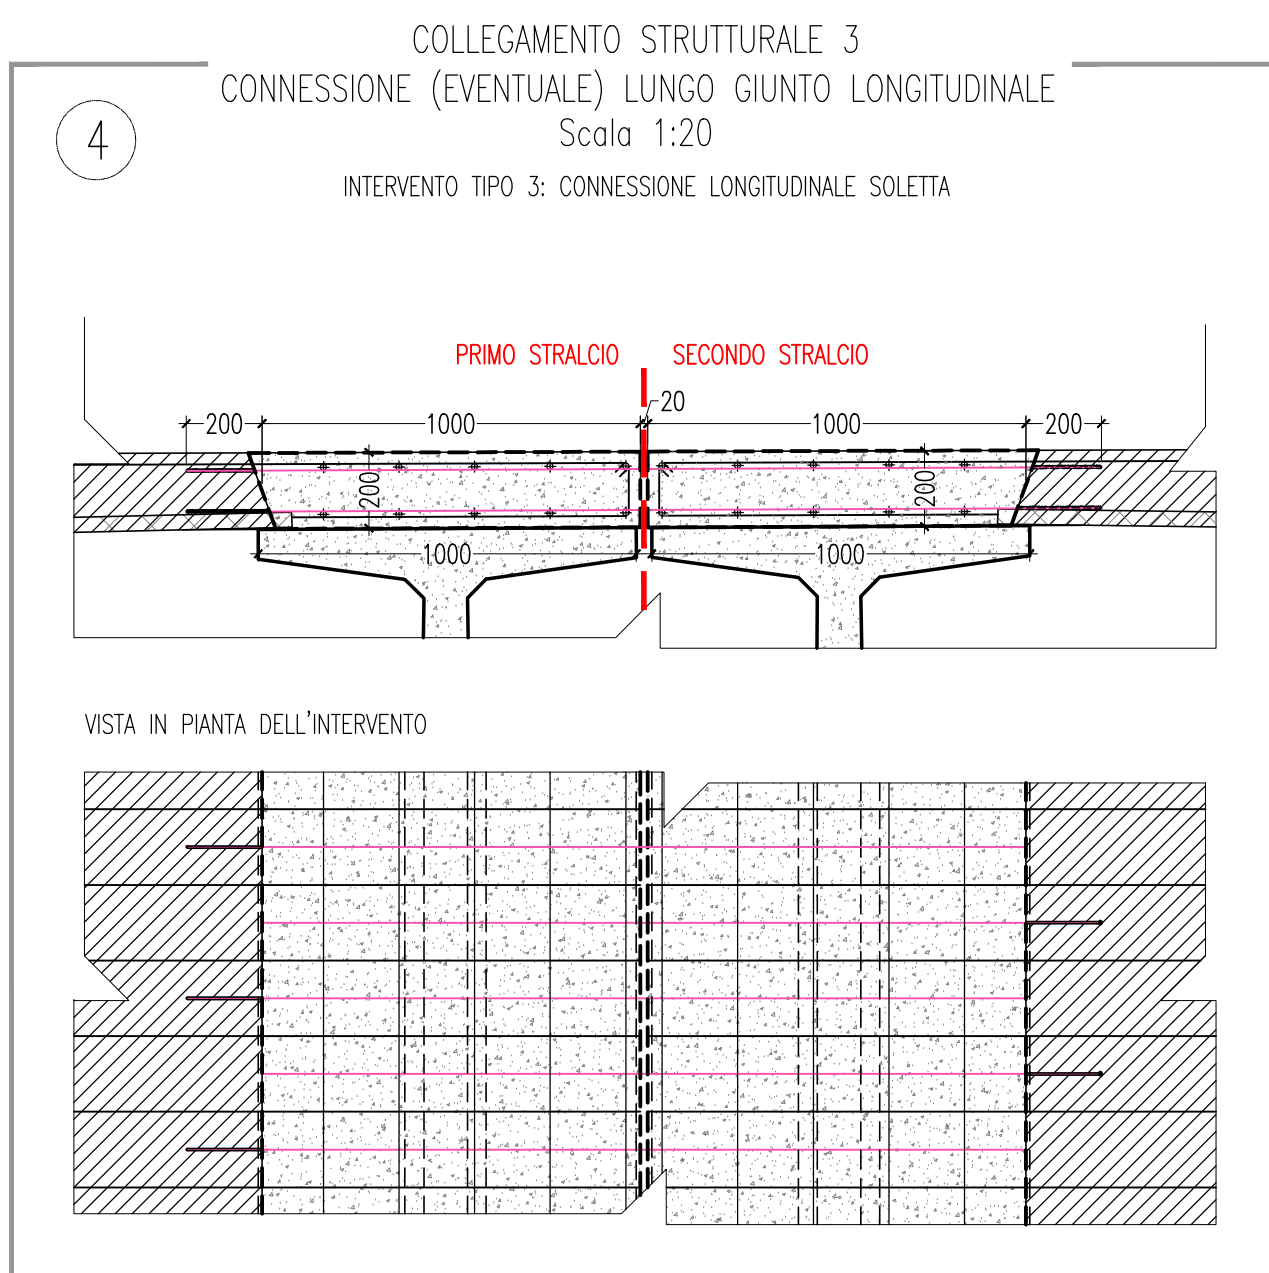 COLLEGAMENTO STRUTTURALE 3
CONNESSIONE (EVENTUALE) LUNGO GIUNTO LONGITUDINALE
Scala 1:20
4
INTERVENTO TIPO 3: CONNESSIONE LONGITUDINALE SOLETTA
PRIMO STRALCIO SECONDO STRALCIO
20
200 1000 1000 200
200 200
1000 1000
VISTA IN PIANTA DELL'INTERVENTO